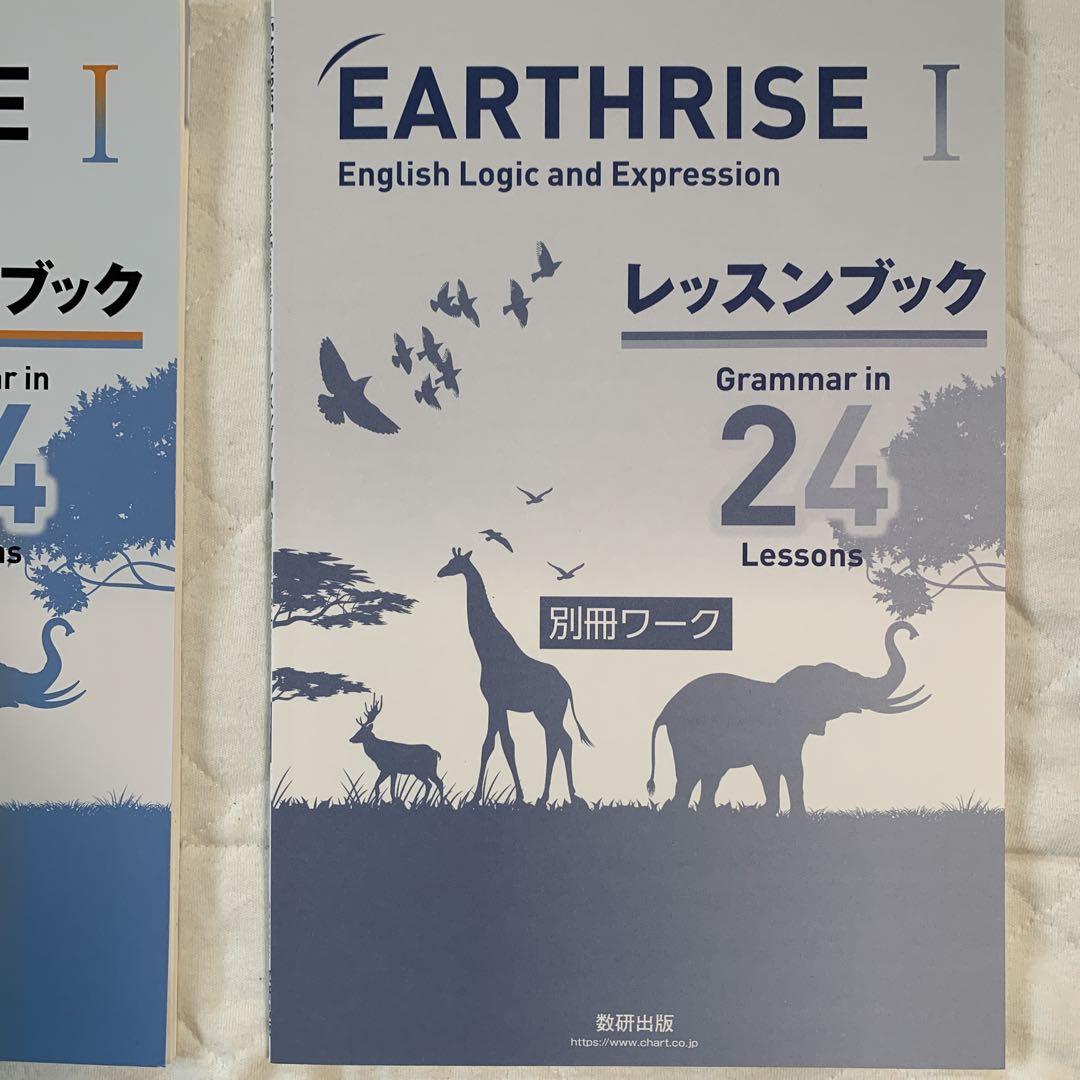 E I
ブック
r in
4
ns
EARTHRISE I
English Logic and Expression
レッスンブック
Grammar in
24
Lessons
別冊ワーク
数研出版
https://www.chart.co.jp